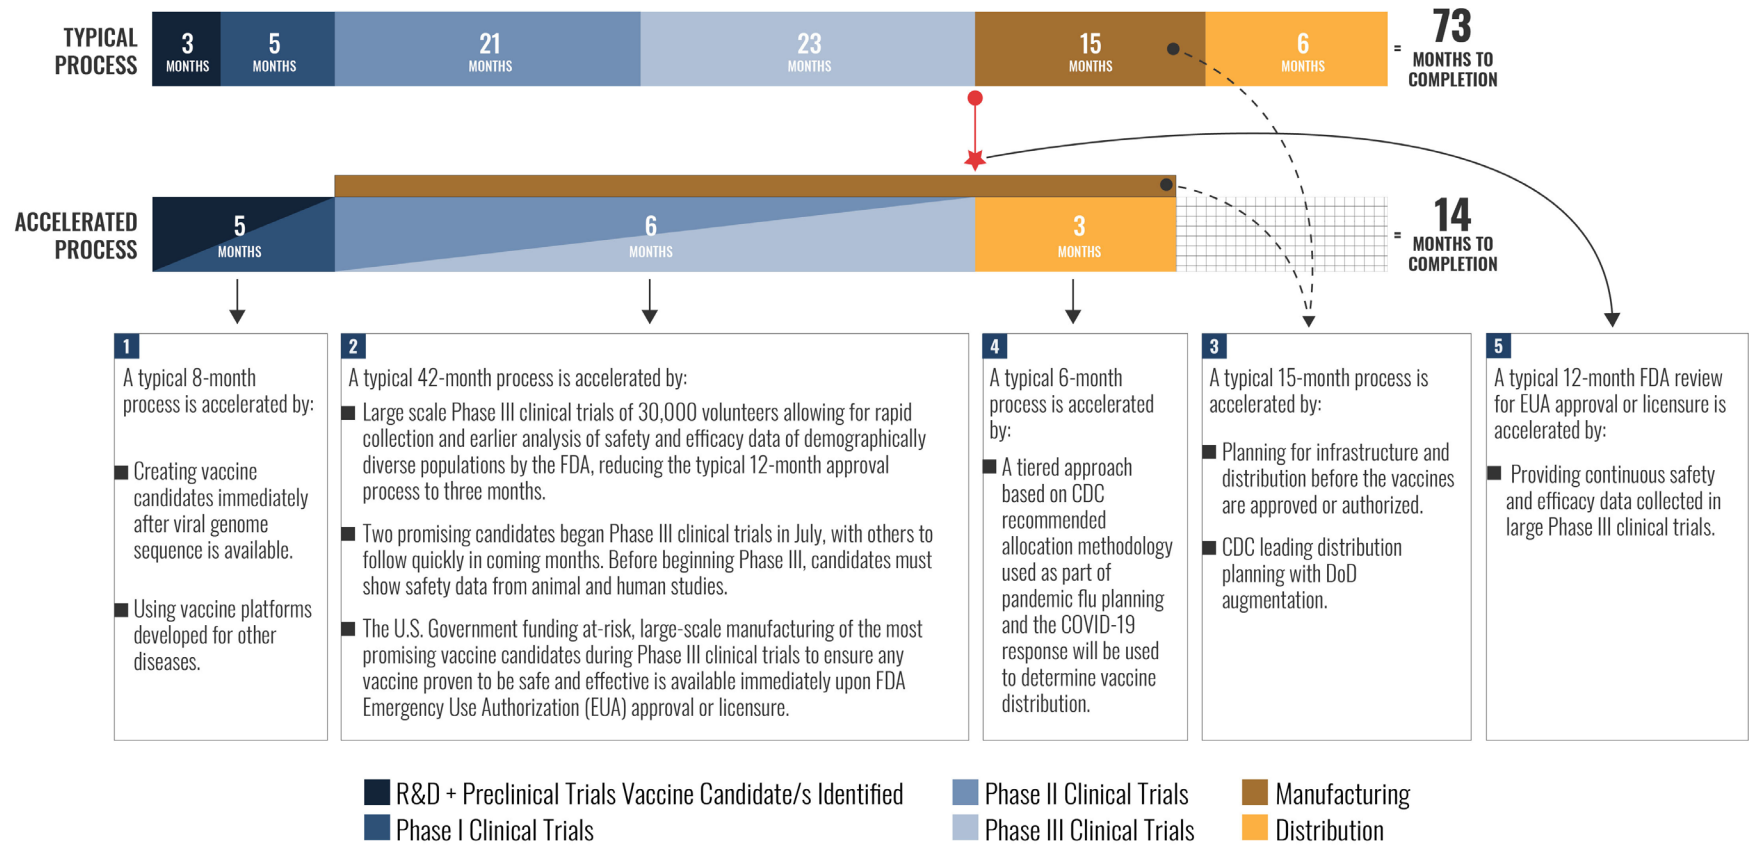 TYPICAL
PROCESS
3
MONTHS
5
MONTHS
21
MONTHS
23
MONTHS
15
MONTHS
6
MONTHS
=
73
MONTHS TO
COMPLETION
ACCELERATED
PROCESS
5
MONTHS
6
MONTHS
3
MONTHS
=
14
MONTHS TO
COMPLETION
1
A typical 8-month
process is accelerated by:
Creating vaccine
candidates immediately
after viral genome
sequence is available.
Using vaccine platforms
developed for other
diseases.
2
A typical 42-month process is accelerated by:
Large scale Phase III clinical trials of 30,000 volunteers allowing for rapid
collection and earlier analysis of safety and efficacy data of demographically
diverse populations by the FDA, reducing the typical 12-month approval
process to three months.
Two promising candidates began Phase III clinical trials in July, with others to
follow quickly in coming months. Before beginning Phase III, candidates must
show safety data from animal and human studies.
The U.S. Government funding at-risk, large-scale manufacturing of the most
promising vaccine candidates during Phase III clinical trials to ensure any
vaccine proven to be safe and effective is available immediately upon FDA
Emergency Use Authorization (EUA) approval or licensure.
4
A typical 6-month
process is accelerated
by:
A tiered approach
based on CDC
recommended
allocation methodology
used as part of
pandemic flu planning
and the COVID-19
response will be used
to determine vaccine
distribution.
3
A typical 15-month process is
accelerated by:
Planning for infrastructure and
distribution before the vaccines
are approved or authorized.
CDC leading distribution
planning with DoD
augmentation.
5
A typical 12-month FDA review
for EUA approval or licensure is
accelerated by:
Providing continuous safety
and efficacy data collected in
large Phase III clinical trials.
R&D + Preclinical Trials Vaccine Candidate/s Identified
Phase I Clinical Trials
Phase II Clinical Trials
Phase III Clinical Trials
Manufacturing
Distribution